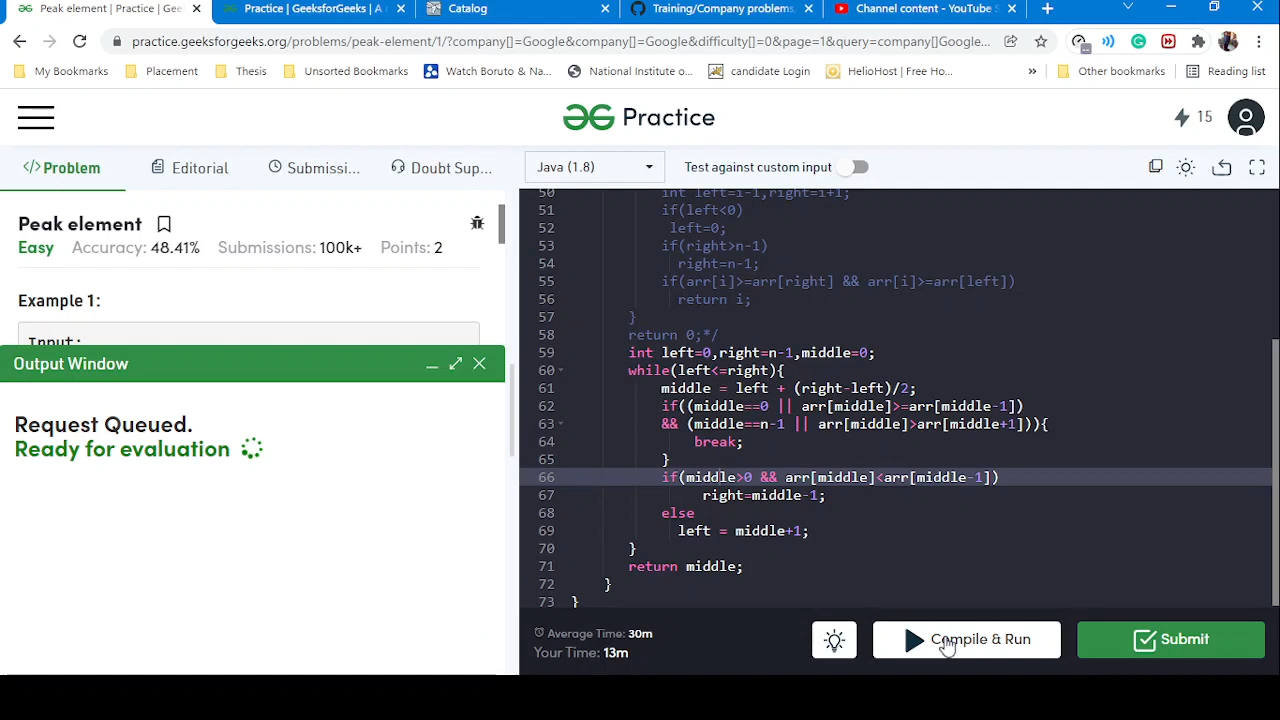 Peak element | Practice | Gee
Practice | GeeksforGeeks | A c
Catalog
Training/Company problems,
Channel content - YouTube S
practice.geeksforgeeks.org/problems/peak-element/1/?company[]=Google&company[]=Google&difficulty[]=0&page=1&query=company[]Google...
My Bookmarks
Placement
Thesis
Unsorted Bookmarks
Watch Boruto & Na...
National Institute o...
candidate Login
HelioHost | Free Ho...
»
Other bookmarks
Reading list
Practice
15
</>Problem
Editorial
Submissi...
Doubt Sup...
Java (1.8)
Test against custom input
Peak element
Easy Accuracy: 48.41% Submissions: 100k+ Points: 2
Example 1:
Input:
Output Window
Request Queued.
Ready for evaluation
50 int left=i-1,right=i+1;
51 if(left<0)
52 left=0;
53 if(right>n-1)
54 right=n-1;
55 if(arr[i]>=arr[right] && arr[i]>=arr[left])
56 return i;
57 }
58 return 0;*/
59 int left=0,right=n-1,middle=0;
60 while(left<=right){
61 middle = left + (right-left)/2;
62 if((middle==0 || arr[middle]>=arr[middle-1])
63 && (middle==n-1 || arr[middle]>arr[middle+1])){
64 break;
65 }
66 if(middle>0 && arr[middle]<arr[middle-1])
67 right=middle-1;
68 else
69 left = middle+1;
70 }
71 return middle;
72 }
73 }
Average Time: 30m
Your Time: 13m
Compile & Run
Submit